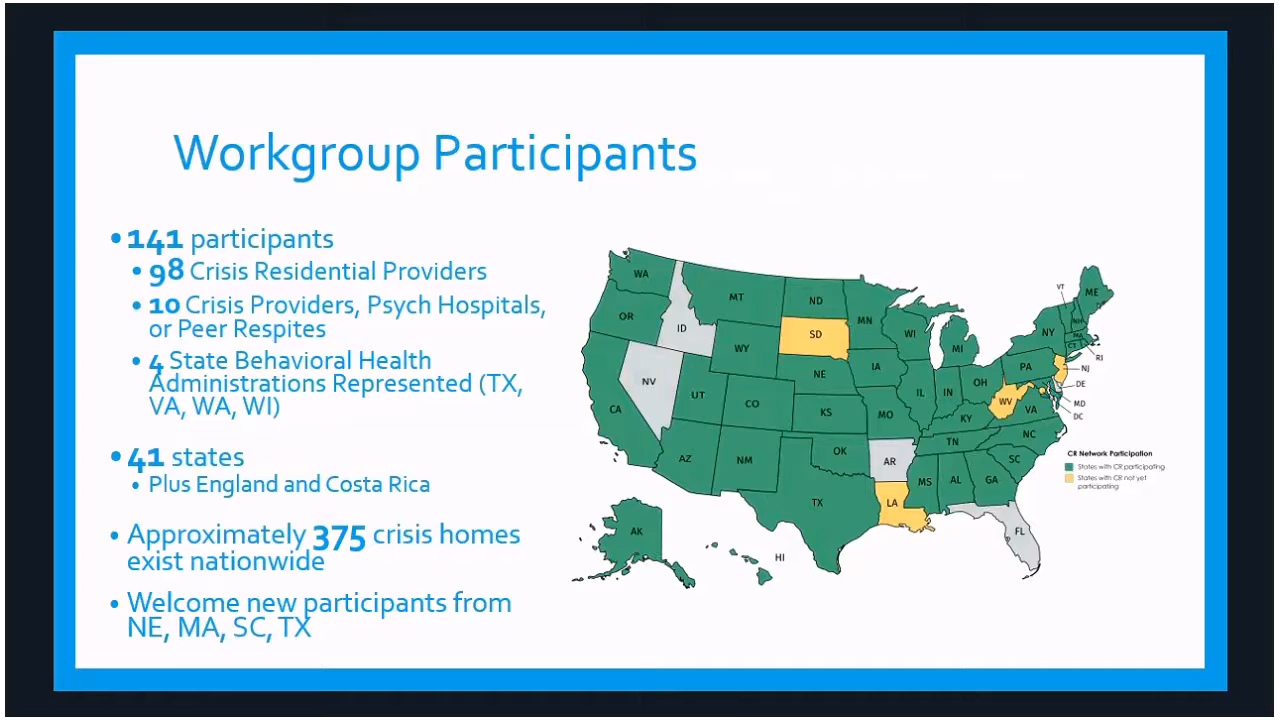 Workgroup Participants
• 141 participants
• 98 Crisis Residential Providers
• 10 Crisis Providers, Psych Hospitals,
or Peer Respites
• 4 State Behavioral Health
Administrations Represented (TX,
VA, WA, WI)
• 41 states
• Plus England and Costa Rica
• Approximately 375 crisis homes
exist nationwide
• Welcome new participants from
NE, MA, SC, TX
WA
MT
ND
MN
VT
ME
OR
ID
SD
WI
NH
NY
MA
WY
MI
CT
RI
NV
NE
IA
PA
NJ
UT
CO
IL
IN
OH
DE
CA
KS
MO
WV
VA
MD
KY
DC
AZ
NM
OK
TN
NC
AR
SC
MS
AL
GA
TX
LA
AK
HI
FL
CR Network Participation
States with CR participating
States with CR not yet
participating